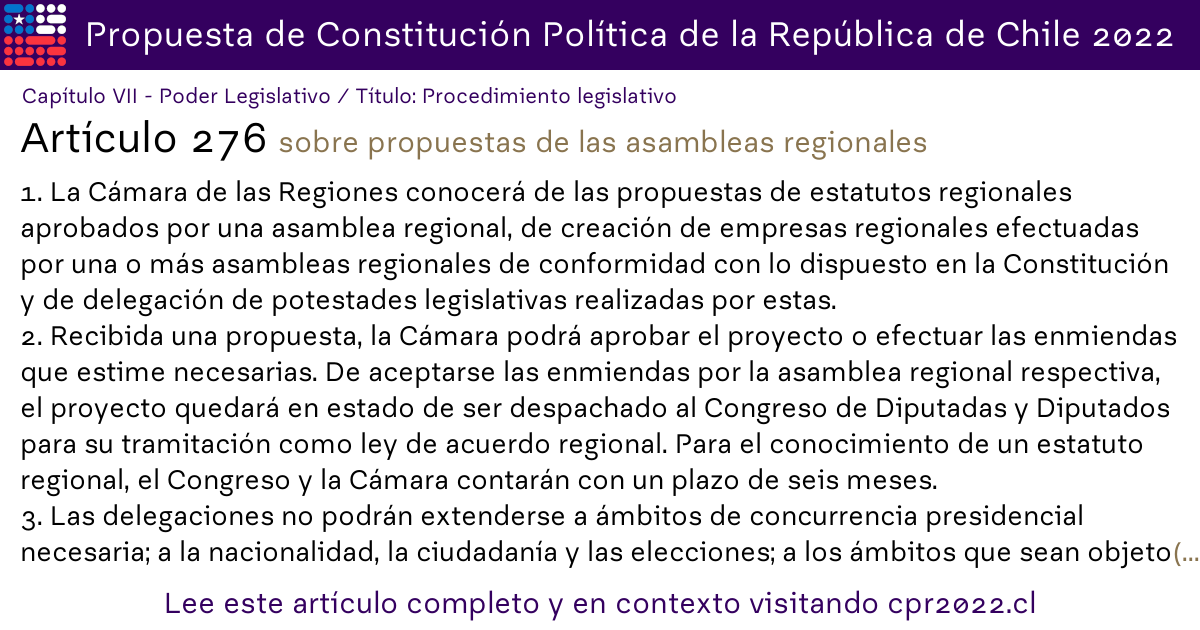 Propuesta de Constitución Política de la República de Chile 2022
Capítulo VII - Poder Legislativo / Título: Procedimiento legislativo
Artículo 276 sobre propuestas de las asambleas regionales
1. La Cámara de las Regiones conocerá de las propuestas de estatutos regionales
aprobados por una asamblea regional, de creación de empresas regionales efectuadas
por una o más asambleas regionales de conformidad con lo dispuesto en la Constitución
y de delegación de potestades legislativas realizadas por estas.
2. Recibida una propuesta, la Cámara podrá aprobar el proyecto o efectuar las enmiendas
que estime necesarias. De aceptarse las enmiendas por la asamblea regional respectiva,
el proyecto quedará en estado de ser despachado al Congreso de Diputadas y Diputados
para su tramitación como ley de acuerdo regional. Para el conocimiento de un estatuto
regional, el Congreso y la Cámara contarán con un plazo de seis meses.
3. Las delegaciones no podrán extenderse a ámbitos de concurrencia presidencial
necesaria; a la nacionalidad, la ciudadanía y las elecciones; a los ámbitos que sean objeto(...
Lee este artículo completo y en contexto visitando cpr2022.cl